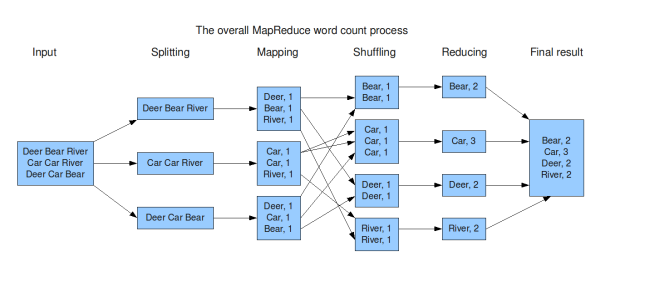 The overall MapReduce word count process
Input
Splitting
Mapping
Shuffling
Reducing
Final result
Deer Bear River
Car Car River
Deer Car Bear
Deer Bear River
Car Car River
Deer Car Bear
Deer, 1
Bear, 1
River, 1
Car, 1
Car, 1
River, 1
Deer, 1
Car, 1
Bear, 1
Bear, 1
Bear, 1
Car, 1
Car, 1
Car, 1
Deer, 1
Deer, 1
River, 1
River, 1
Bear, 2
Car, 3
Deer, 2
River, 2
Bear, 2
Car, 3
Deer, 2
River, 2